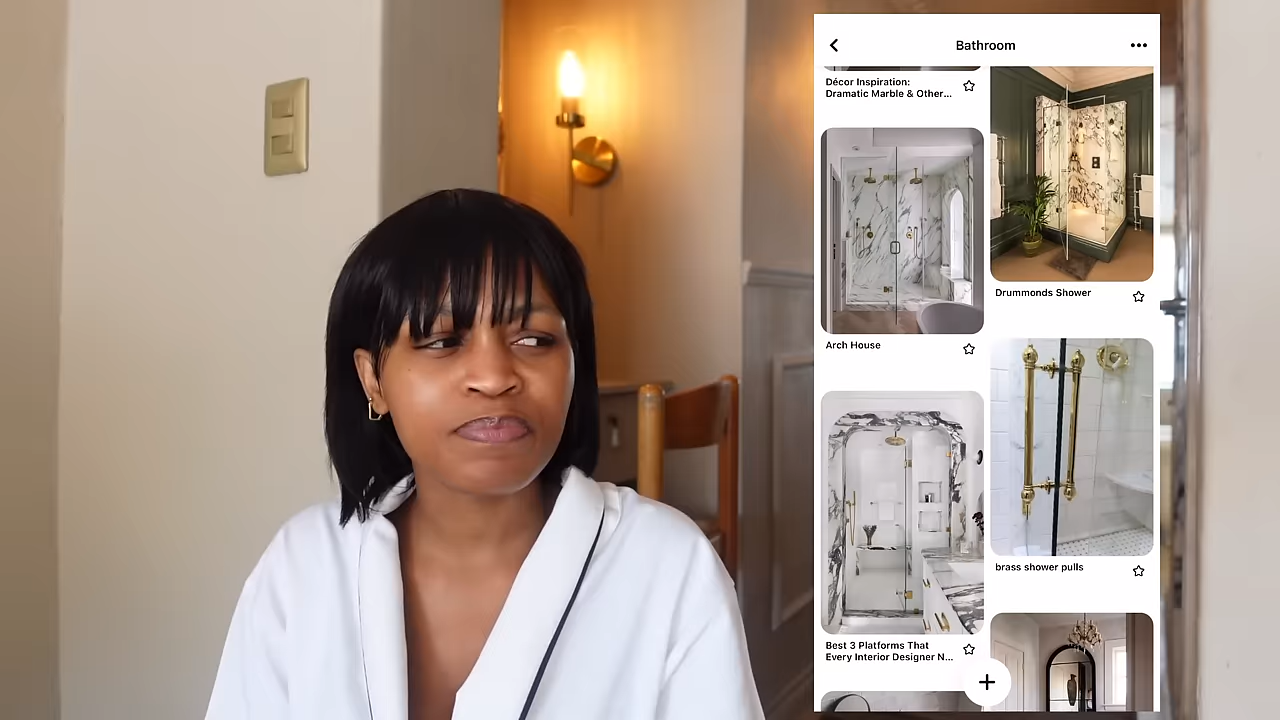 Bathroom
Décor Inspiration:
Dramatic Marble & Other...
Drummonds Shower
Arch House
brass shower pulls
Best 3 Platforms That
Every Interior Designer N...